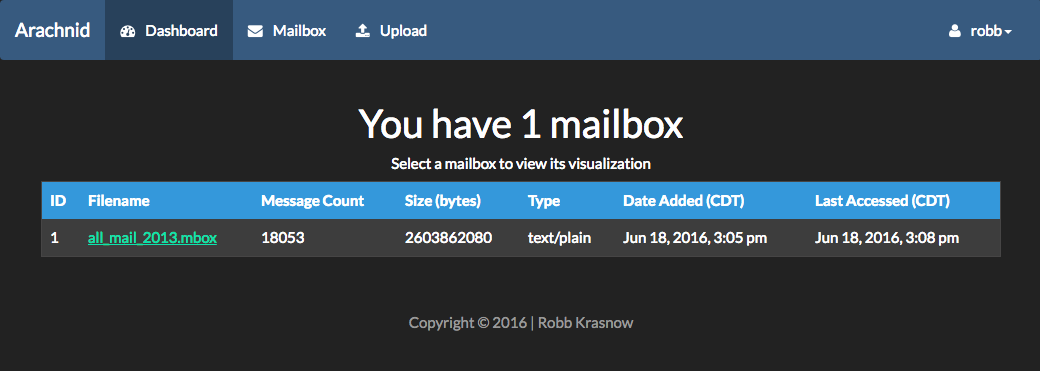 Arachnid Dashboard Mailbox Upload robb
You have 1 mailbox
Select a mailbox to view its visualization
ID Filename Message Count Size (bytes) Type Date Added (CDT) Last Accessed (CDT)
1 all_mail_2013.mbox 18053 2603862080 text/plain Jun 18, 2016, 3:05 pm Jun 18, 2016, 3:08 pm
Copyright © 2016 | Robb Krasnow